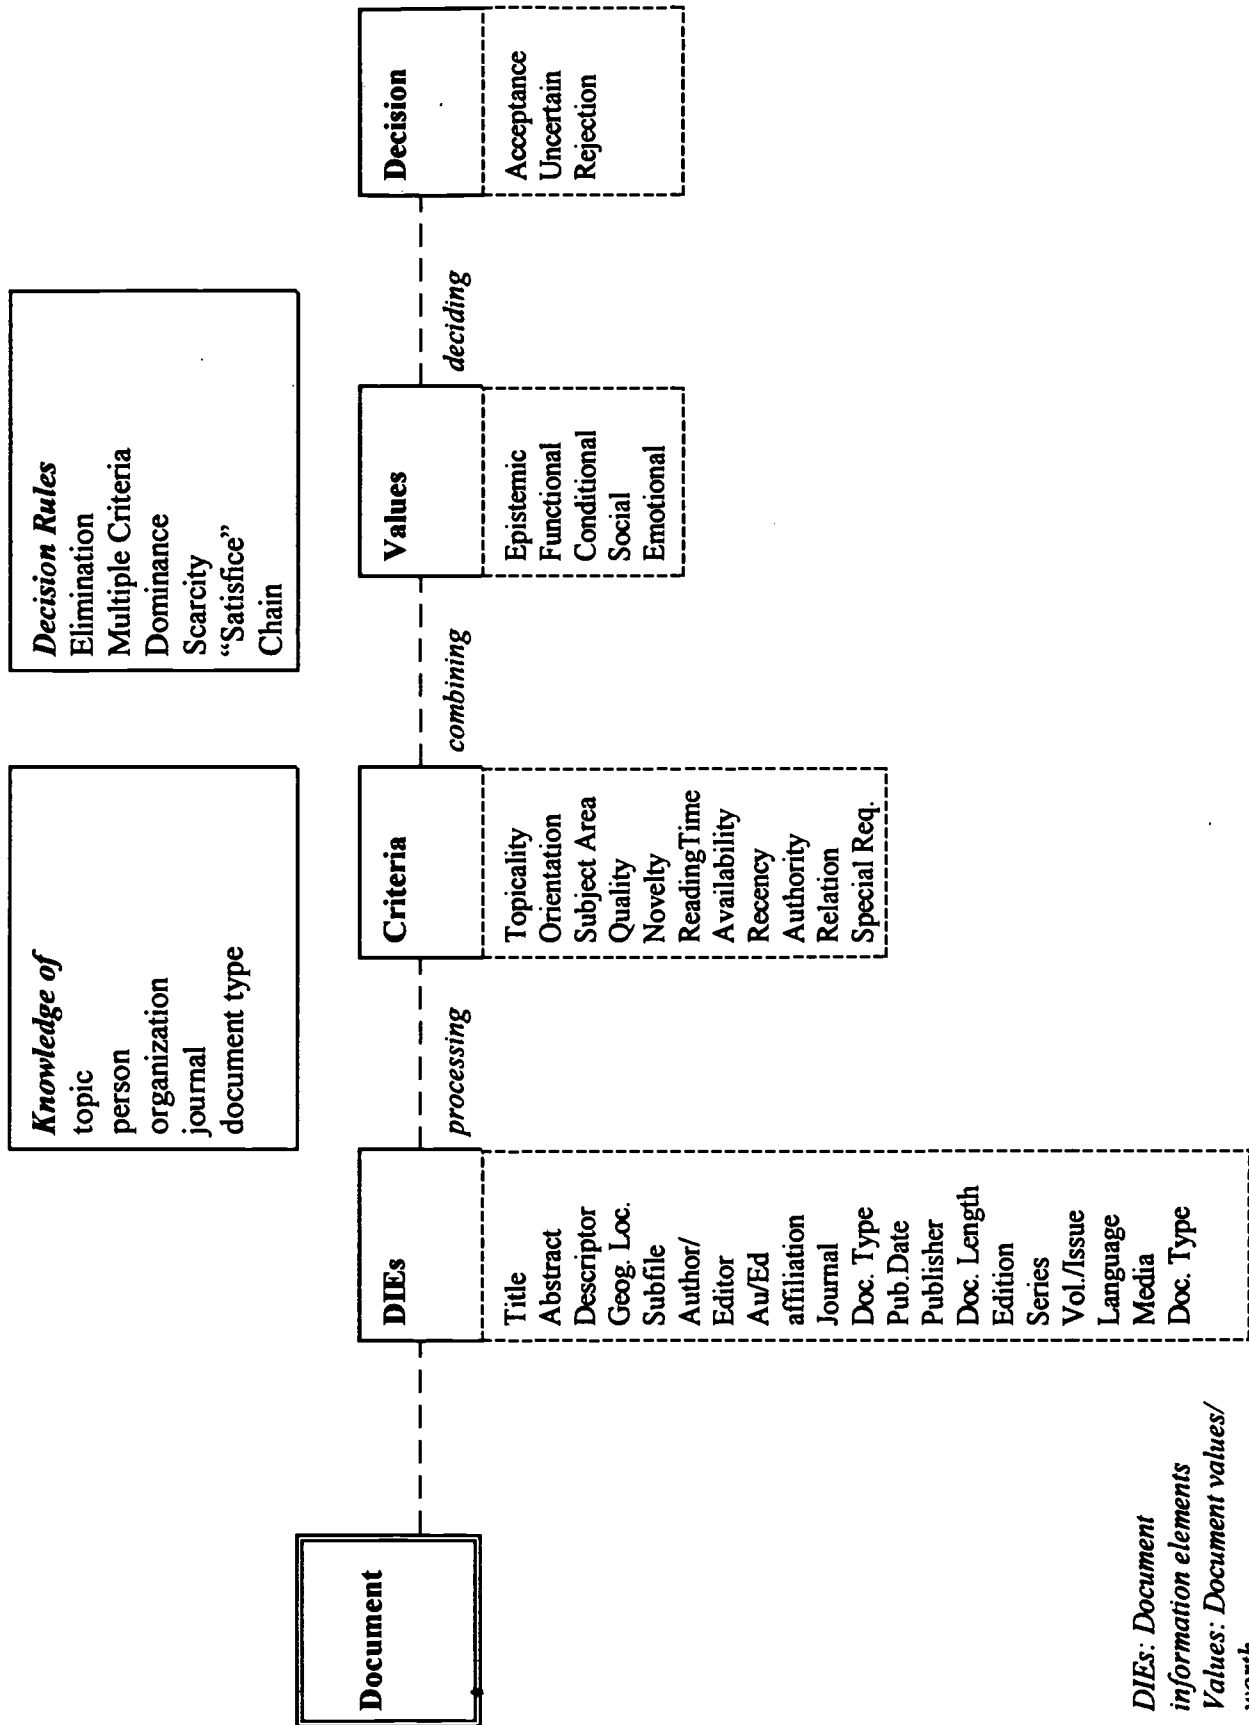 Knowledge of
topic
person
organization
journal
document type
Decision Rules
Elimination
Multiple Criteria
Dominance
Scarcity
“Satisfice”
Chain
Document
DIEs
Title
Abstract
Descriptor
Geog. Loc.
Subfile
Author/
Editor
Au/Ed
affiliation
Journal
Doc. Type
Pub.Date
Publisher
Doc. Length
Edition
Series
Vol./Issue
Language
Media
Doc. Type
processing
Criteria
Topicality
Orientation
Subject Area
Quality
Novelty
ReadingTime
Availability
Recency
Authority
Relation
Special Req.
combining
Values
Epistemic
Functional
Conditional
Social
Emotional
deciding
Decision
Acceptance
Uncertain
Rejection
DIEs: Document
information elements
Values: Document values/
worth